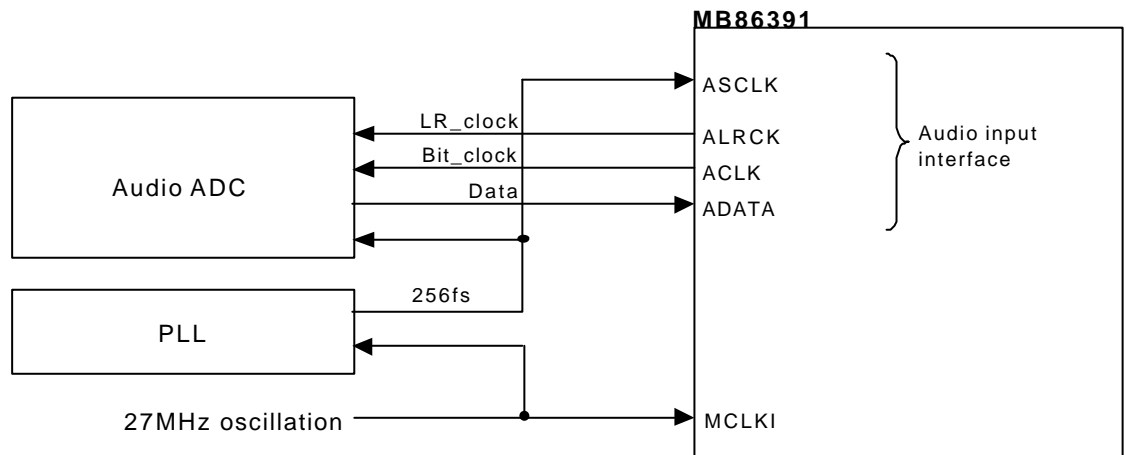 MB86391
ASCLK
LR_clock
ALRCK
Audio input
interface
Bit_clock
ACLK
Audio ADC
Data
ADATA
256fs
PLL
27MHz oscillation
MCLKI